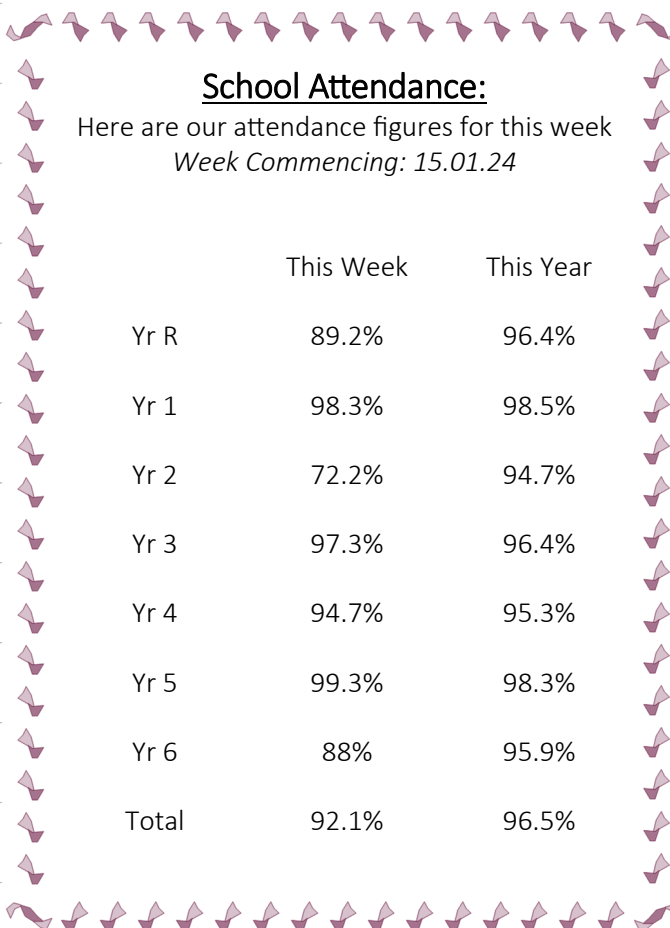 School Attendance:
Here are our attendance figures for this week
Week Commencing: 15.01.24
This Week This Year
Yr R 89.2% 96.4%
Yr 1 98.3% 98.5%
Yr 2 72.2% 94.7%
Yr 3 97.3% 96.4%
Yr 4 94.7% 95.3%
Yr 5 99.3% 98.3%
Yr 6 88% 95.9%
Total 92.1% 96.5%